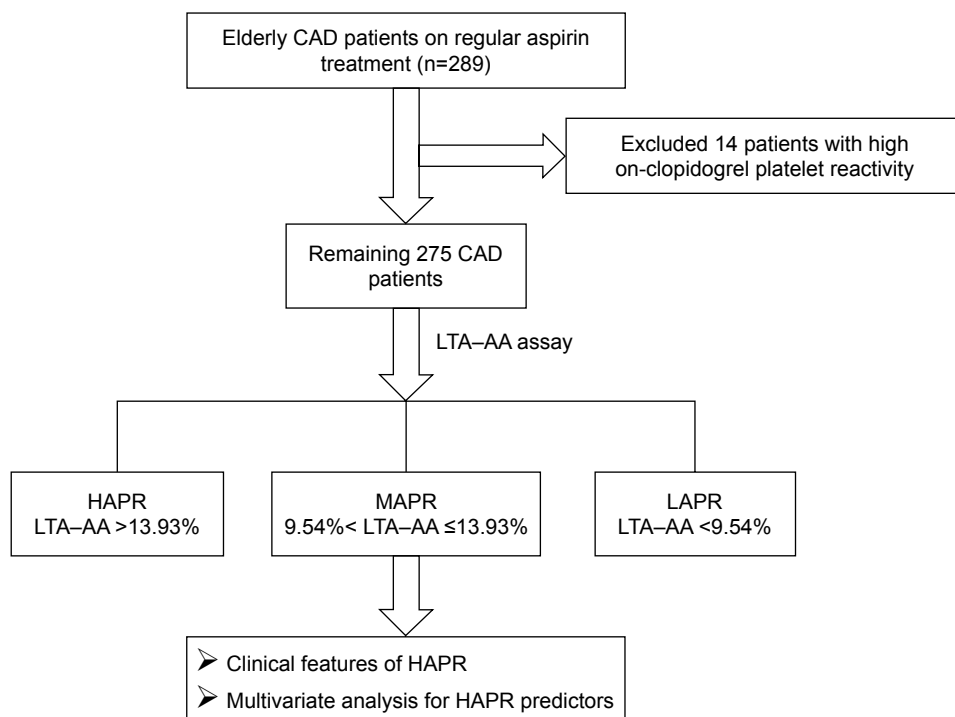 Elderly CAD patients on regular aspirin
treatment (n=289)
Excluded 14 patients with high
on-clopidogrel platelet reactivity
Remaining 275 CAD
patients
LTA–AA assay
HAPR
LTA–AA >13.93%
MAPR
9.54%< LTA–AA ≤13.93%
LAPR
LTA–AA <9.54%
➢ Clinical features of HAPR
➢ Multivariate analysis for HAPR predictors